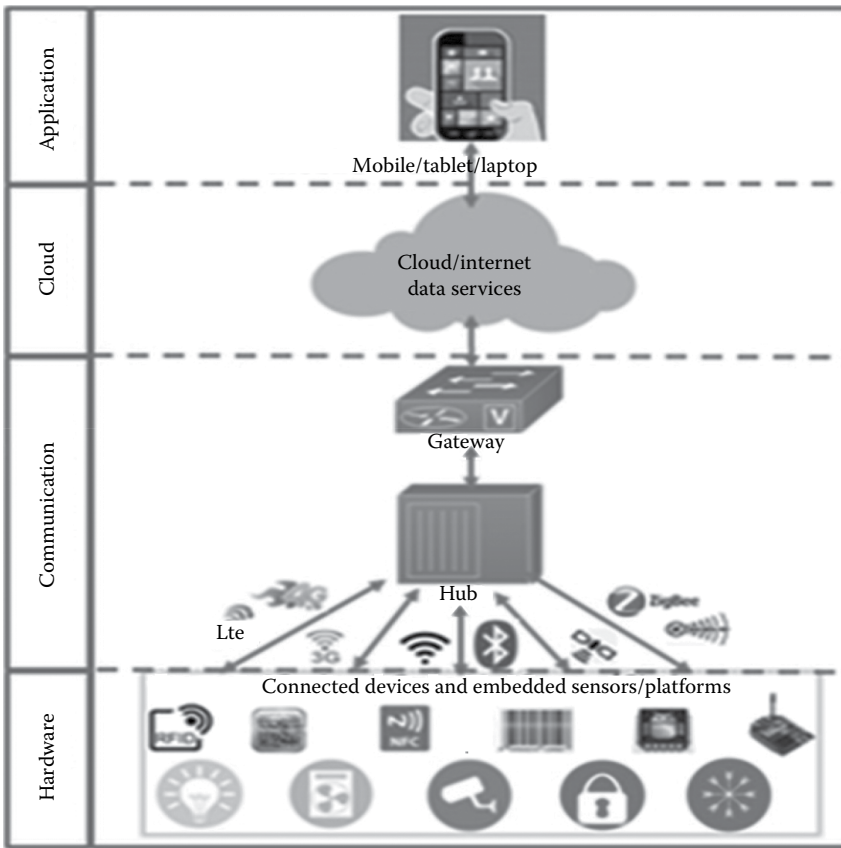 Application
Mobile/tablet/laptop
Cloud
Cloud/internet
data services
Communication
V
Gateway
Hub
4G
Lte
3G
ZigBee
Hardware
Connected devices and embedded sensors/platforms
RFID
NFC